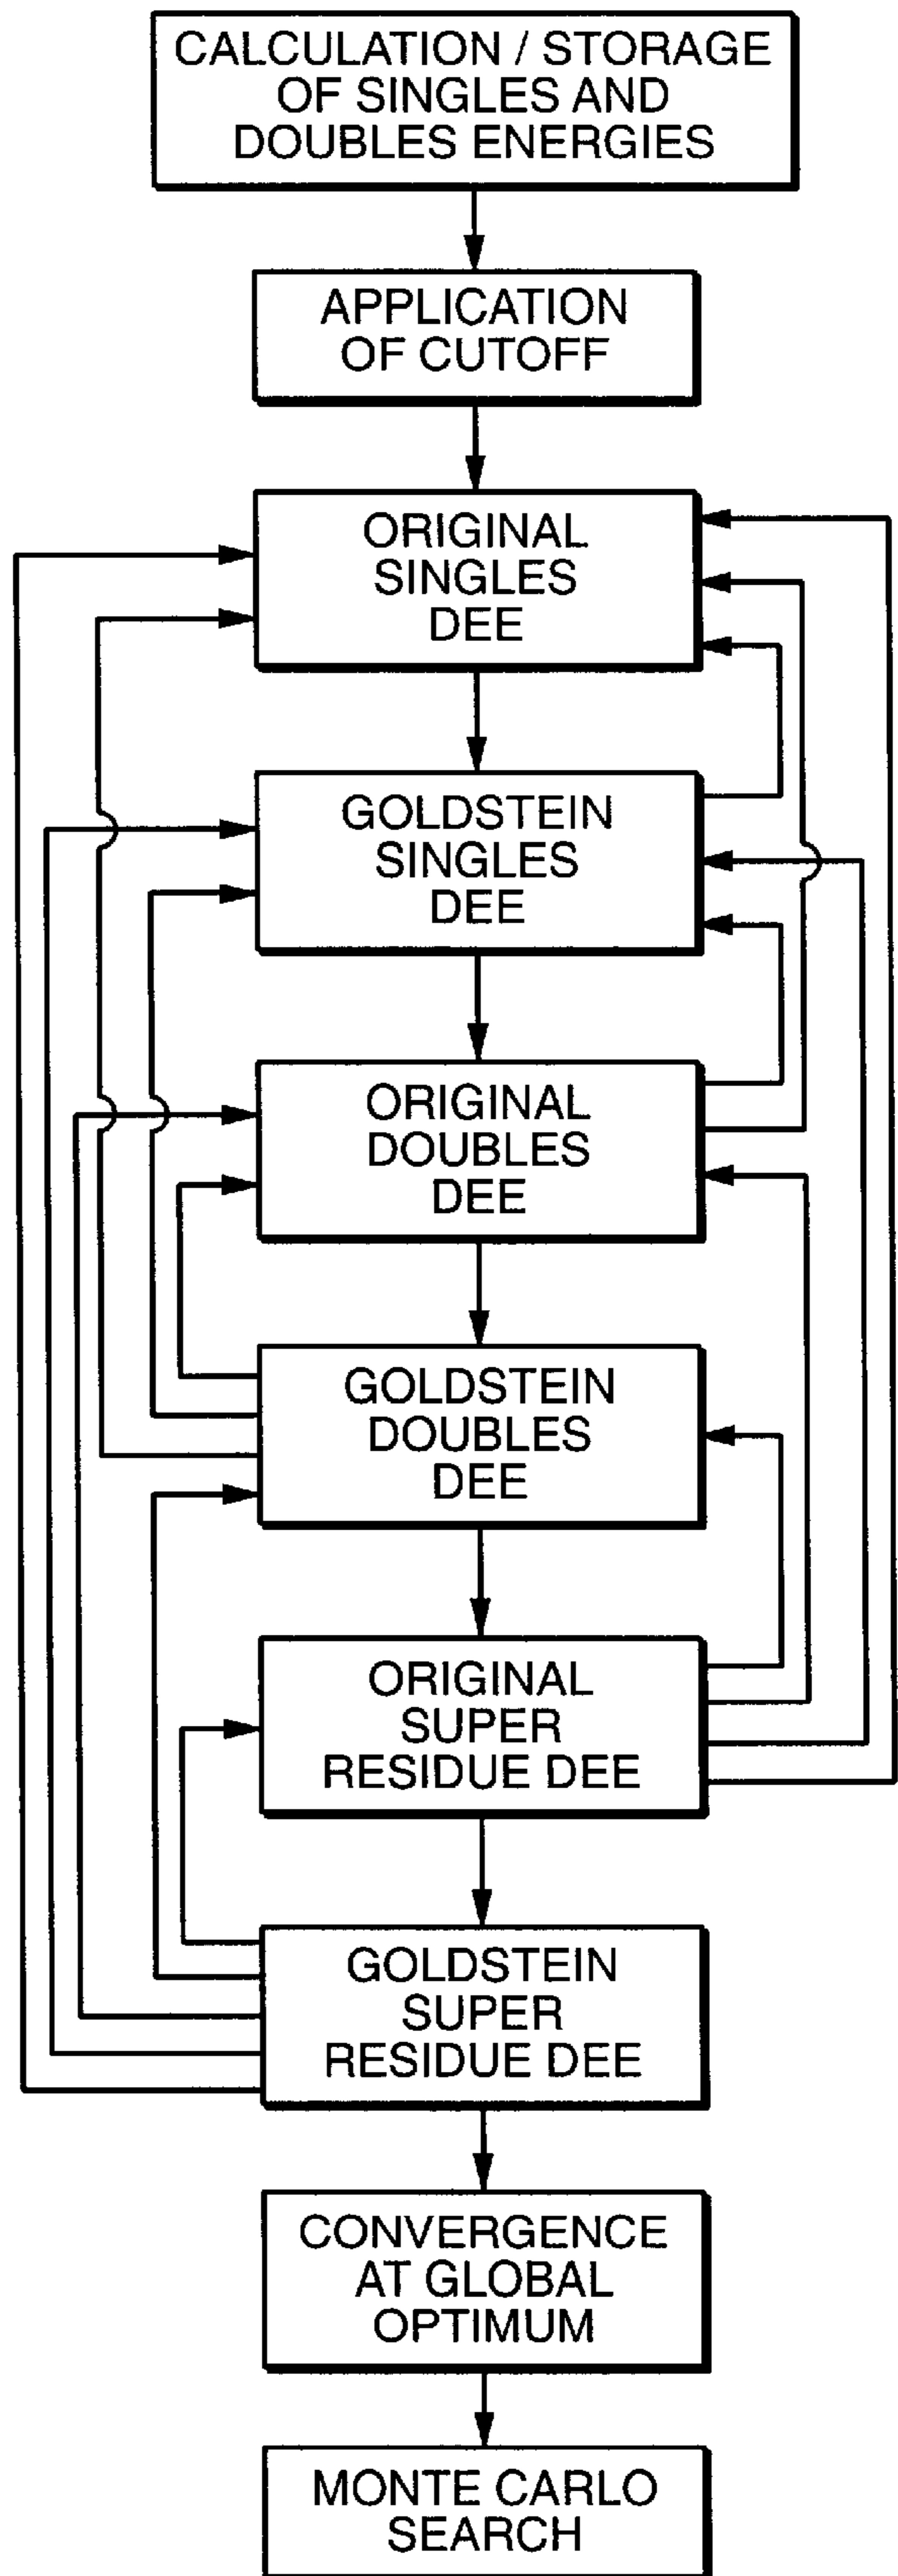 CALCULATION / STORAGE
OF SINGLES AND
DOUBLES ENERGIES
APPLICATION
OF CUTOFF
ORIGINAL
SINGLES
DEE
GOLDSTEIN
SINGLES
DEE
ORIGINAL
DOUBLES
DEE
GOLDSTEIN
DOUBLES
DEE
ORIGINAL
SUPER
RESIDUE DEE
GOLDSTEIN
SUPER
RESIDUE DEE
CONVERGENCE
AT GLOBAL
OPTIMUM
MONTE CARLO
SEARCH